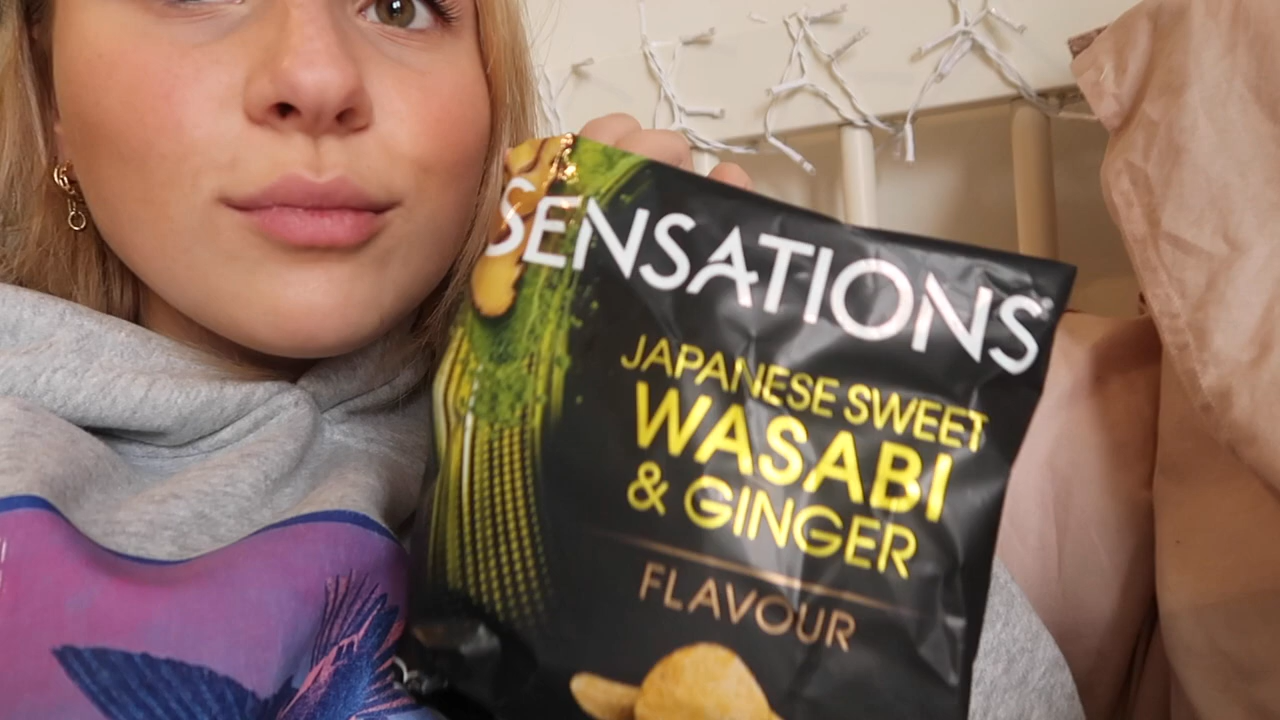 SENSATIONS
JAPANESE SWEET
WASABI
& GINGER
FLAVOUR